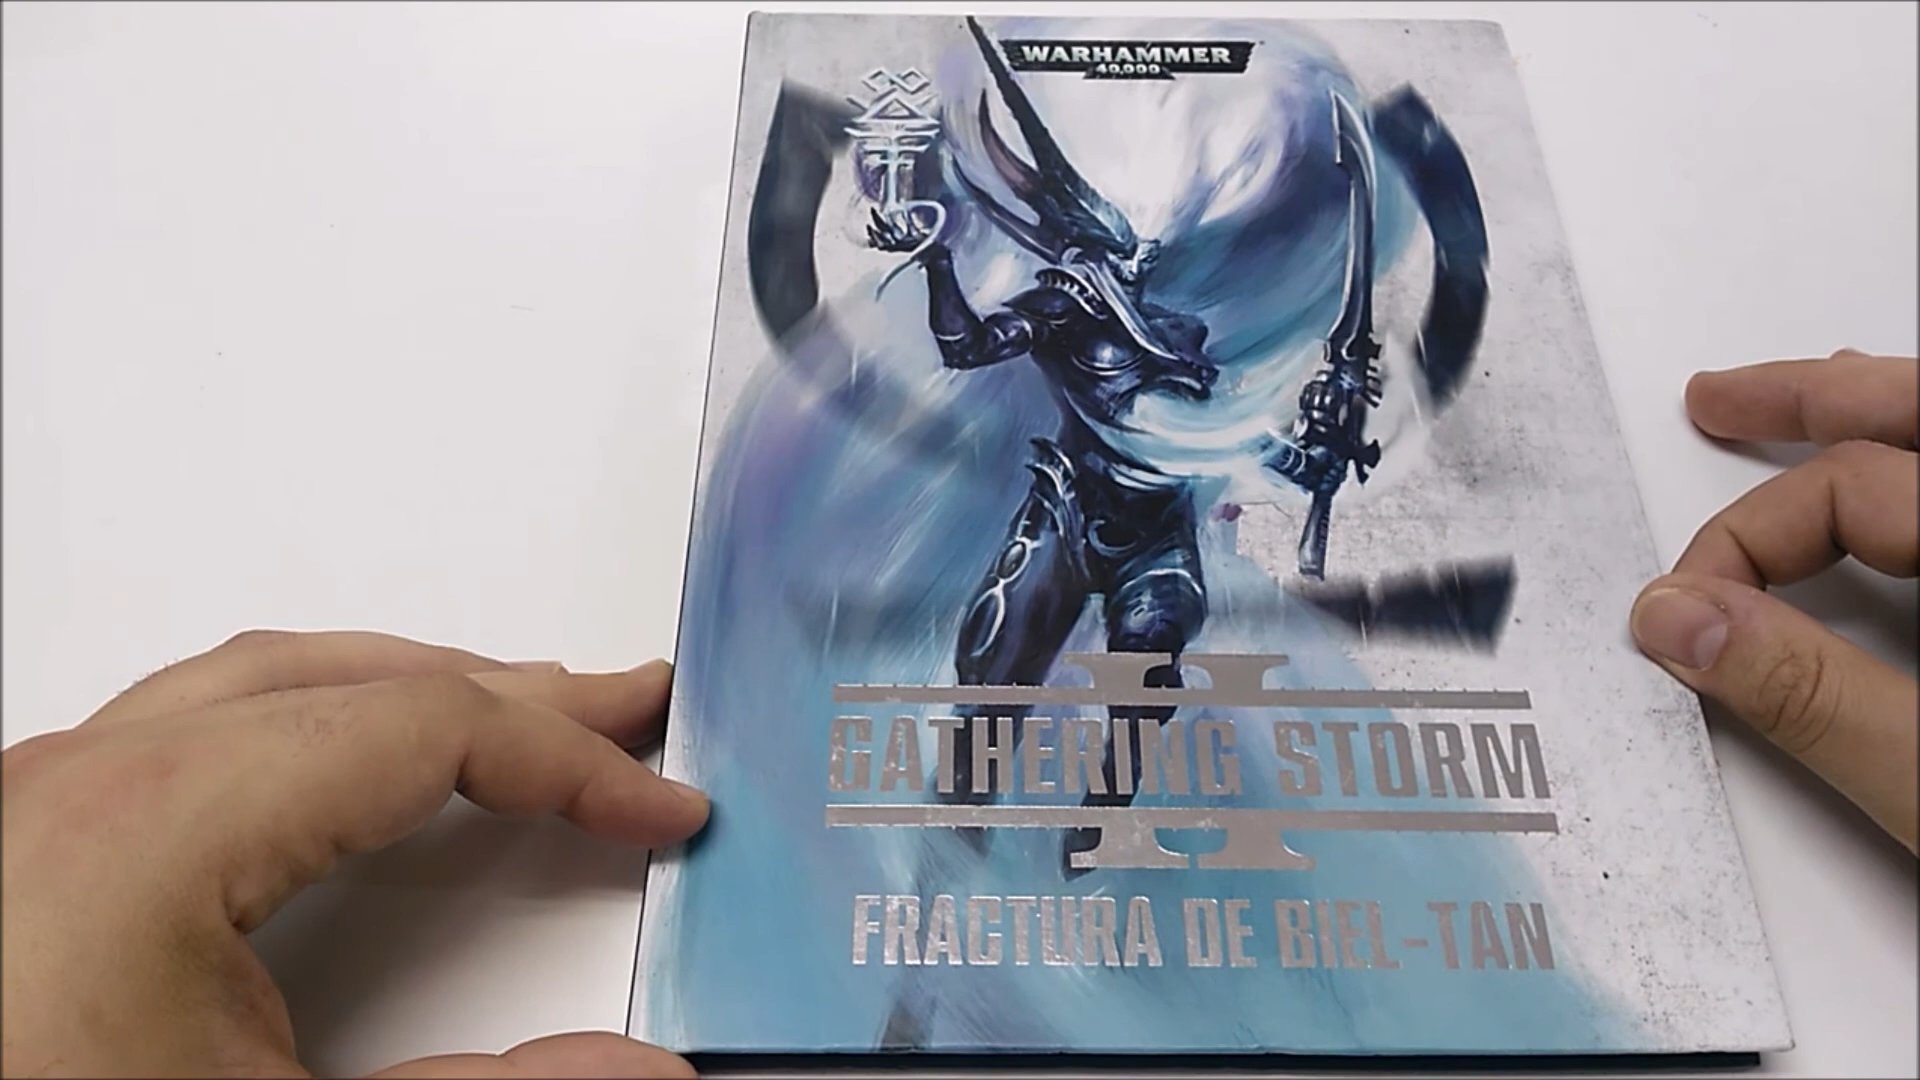 WARHAMMER
40,000
II
GATHERING STORM
FRACTURA DE BIEL-TAN